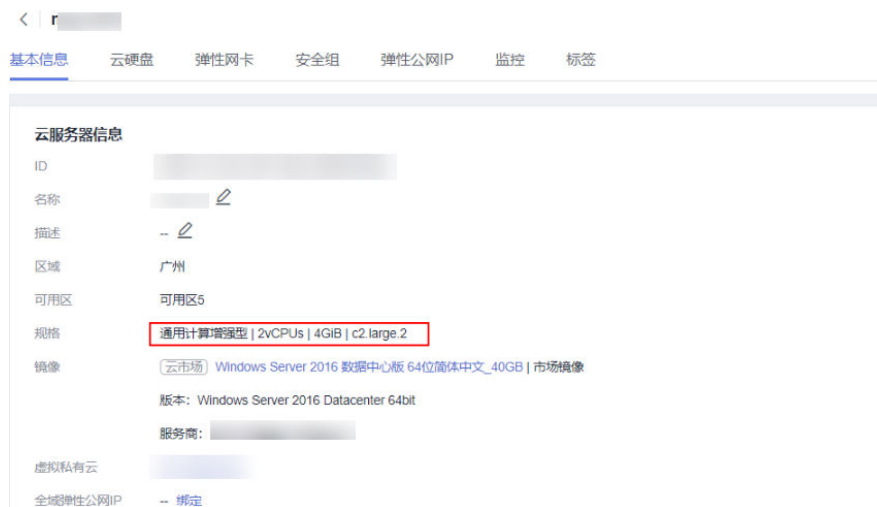 基本信息 云硬盘 弹性网卡 安全组 弹性公网IP 监控 标签
云服务器信息
ID
名称
描述 --
区域 广州
可用区 可用区5
规格 通用计算增强型 | 2vCPUs | 4GiB | c2.large.2
镜像 云市场 Windows Server 2016 数据中心版 64位简体中文_40GB | 市场镜像
版本：Windows Server 2016 Datacenter 64bit
服务商：
虚拟私有云
全域弹性公网IP -- 绑定